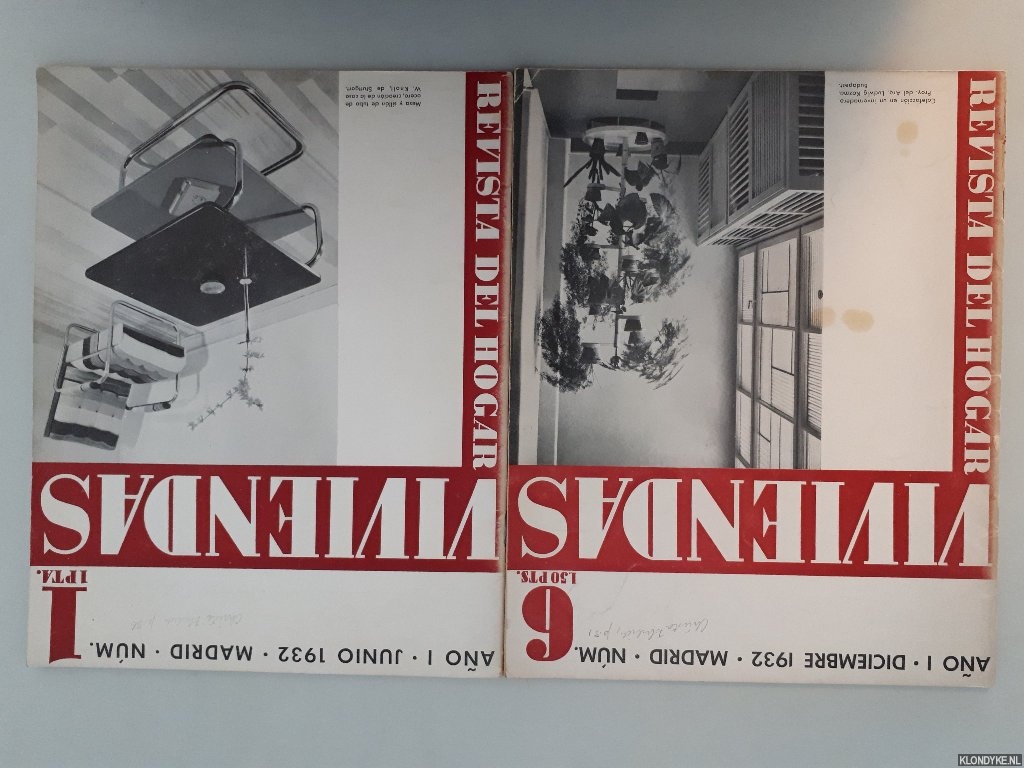 AÑO I · DICIEMBRE 1932 · MADRID · NÚM.
6
1.50 PTS.
VIVIENDAS
REVISTA DEL HOGAR
Calefacción en un invernadero
Proy. del Arq. Ludwig Kozma
Budapest.
AÑO I · JUNIO 1932 · MADRID · NÚM.
1
1 PTA.
VIVIENDAS
REVISTA DEL HOGAR
Mesa y sillón de tubo de
acero, creación de la casa
W. Knoll, de Stuttgart.
KLONDYKE.NL